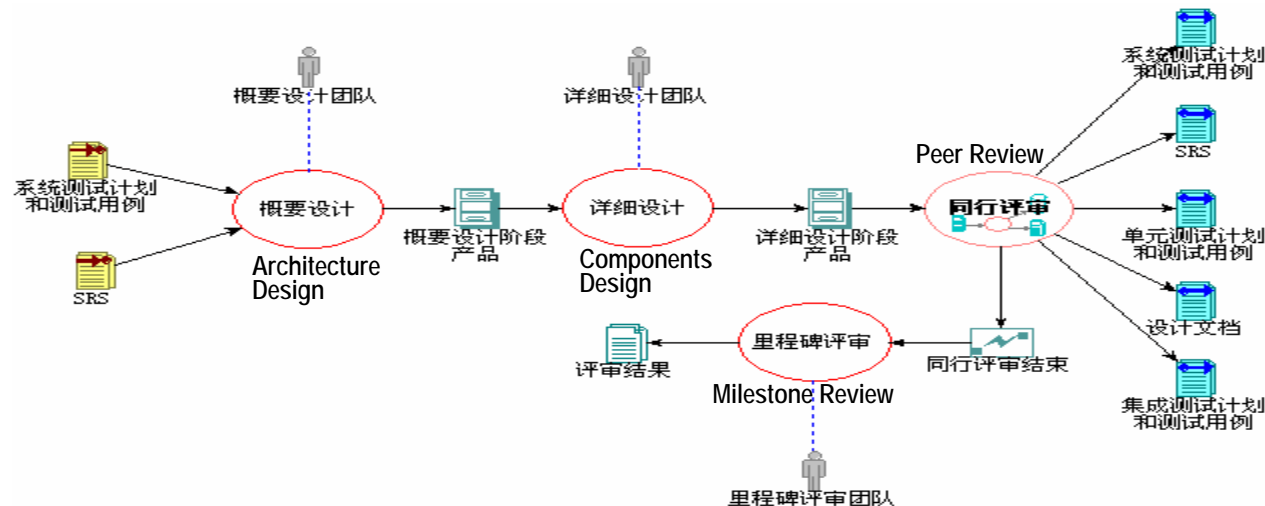 概要设计团队
详细设计团队
系统测试计划
和测试用例
SRS
概要设计
Architecture
Design
概要设计阶段
产品
详细设计
Components
Design
详细设计阶段
产品
Peer Review
同行评审
系统测试计划
和测试用例
SRS
单元测试计划
和测试用例
设计文档
集成测试计划
和测试用例
同行评审结束
里程碑评审
Milestone Review
评审结果
里程碑评审团队